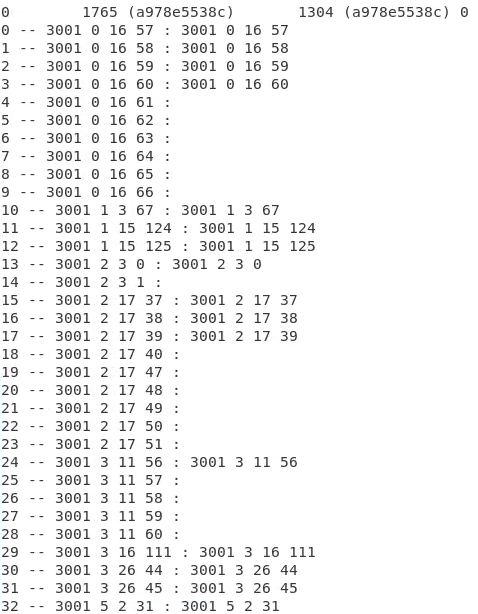 0        1765 (a978e5538c)       1304 (a978e5538c) 0
0 -- 3001 0 16 57 : 3001 0 16 57
1 -- 3001 0 16 58 : 3001 0 16 58
2 -- 3001 0 16 59 : 3001 0 16 59
3 -- 3001 0 16 60 : 3001 0 16 60
4 -- 3001 0 16 61 :
5 -- 3001 0 16 62 :
6 -- 3001 0 16 63 :
7 -- 3001 0 16 64 :
8 -- 3001 0 16 65 :
9 -- 3001 0 16 66 :
10 -- 3001 1 3 67 : 3001 1 3 67
11 -- 3001 1 15 124 : 3001 1 15 124
12 -- 3001 1 15 125 : 3001 1 15 125
13 -- 3001 2 3 0 : 3001 2 3 0
14 -- 3001 2 3 1 :
15 -- 3001 2 17 37 : 3001 2 17 37
16 -- 3001 2 17 38 : 3001 2 17 38
17 -- 3001 2 17 39 : 3001 2 17 39
18 -- 3001 2 17 40 :
19 -- 3001 2 17 47 :
20 -- 3001 2 17 48 :
21 -- 3001 2 17 49 :
22 -- 3001 2 17 50 :
23 -- 3001 2 17 51 :
24 -- 3001 3 11 56 : 3001 3 11 56
25 -- 3001 3 11 57 :
26 -- 3001 3 11 58 :
27 -- 3001 3 11 59 :
28 -- 3001 3 11 60 :
29 -- 3001 3 16 111 : 3001 3 16 111
30 -- 3001 3 26 44 : 3001 3 26 44
31 -- 3001 3 26 45 : 3001 3 26 45
32 -- 3001 5 2 31 : 3001 5 2 31